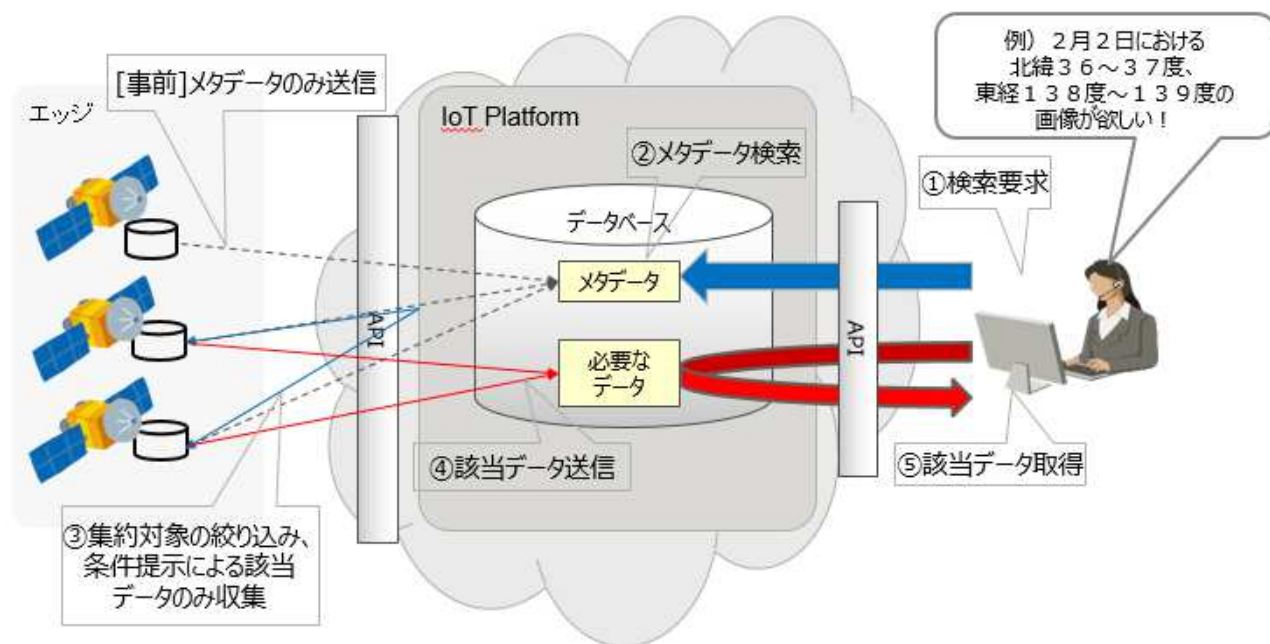 [事前]メタデータのみ送信
エッジ
IoT Platform
例）２月２日における
北緯３６～３７度、
東経１３８度～１３９度の
画像が欲しい！
②メタデータ検索
①検索要求
データベース
メタデータ
API
API
必要な
データ
④該当データ送信
⑤該当データ取得
③集約対象の絞り込み、
条件提示による該当
データのみ収集